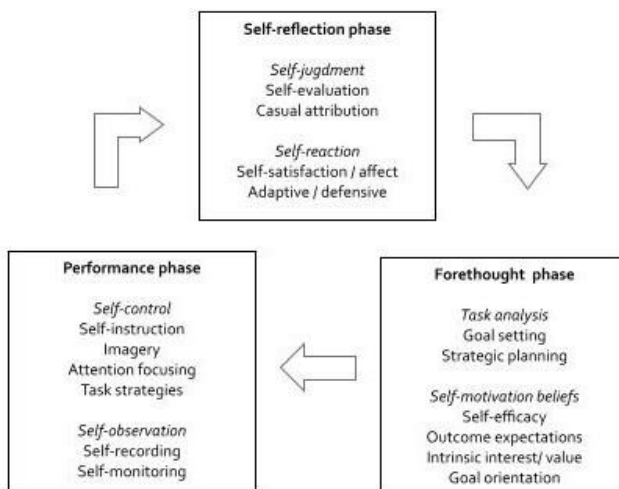 Self-reflection phase
Self-jugdment
Self-evaluation
Casual attribution
Self-reaction
Self-satisfaction / affect
Adaptive / defensive
Performance phase
Self-control
Self-instruction
Imagery
Attention focusing
Task strategies
Self-observation
Self-recording
Self-monitoring
Forethought phase
Task analysis
Goal setting
Strategic planning
Self-motivation beliefs
Self-efficacy
Outcome expectations
Intrinsic interest/ value
Goal orientation